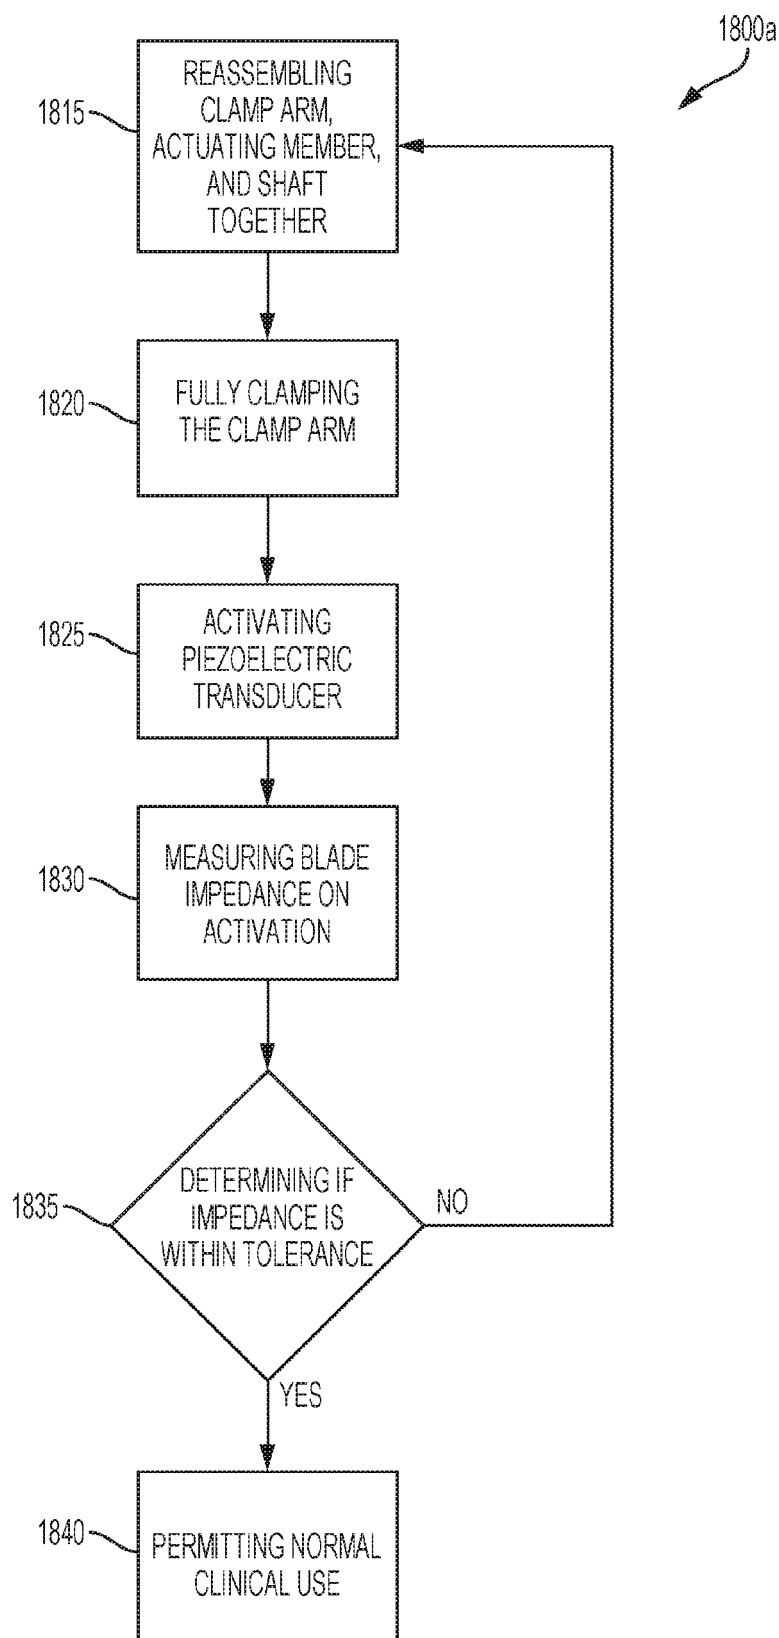 1800a
1815
REASSEMBLING
CLAMP ARM,
ACTUATING MEMBER,
AND SHAFT
TOGETHER
1820
FULLY CLAMPING
THE CLAMP ARM
1825
ACTIVATING
PIEZOELECTRIC
TRANSDUCER
1830
MEASURING BLADE
IMPEDANCE ON
ACTIVATION
1835
DETERMINING IF
IMPEDANCE IS
WITHIN TOLERANCE
NO
YES
1840
PERMITTING NORMAL
CLINICAL USE